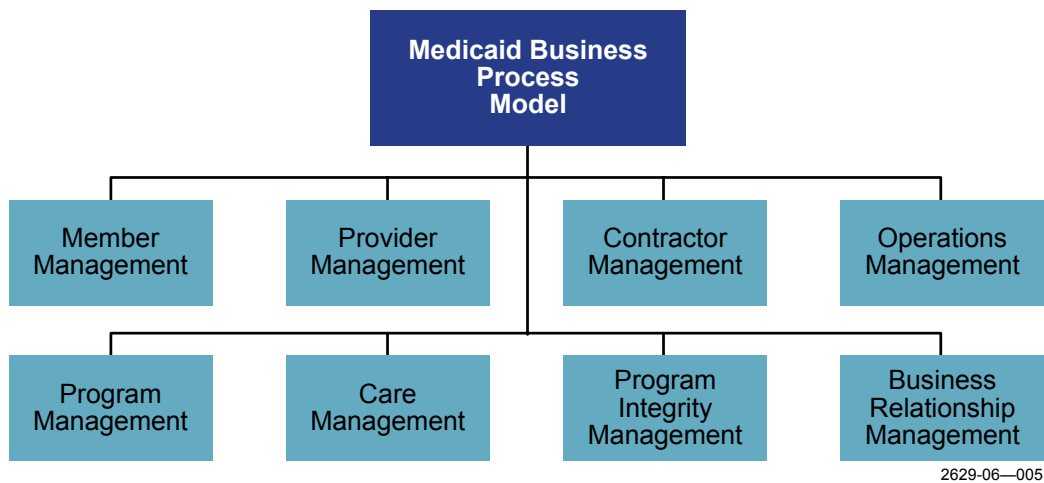 Medicaid Business
Process
Model
Member
Management
Provider
Management
Contractor
Management
Operations
Management
Program
Management
Care
Management
Program
Integrity
Management
Business
Relationship
Management
2629-06—005